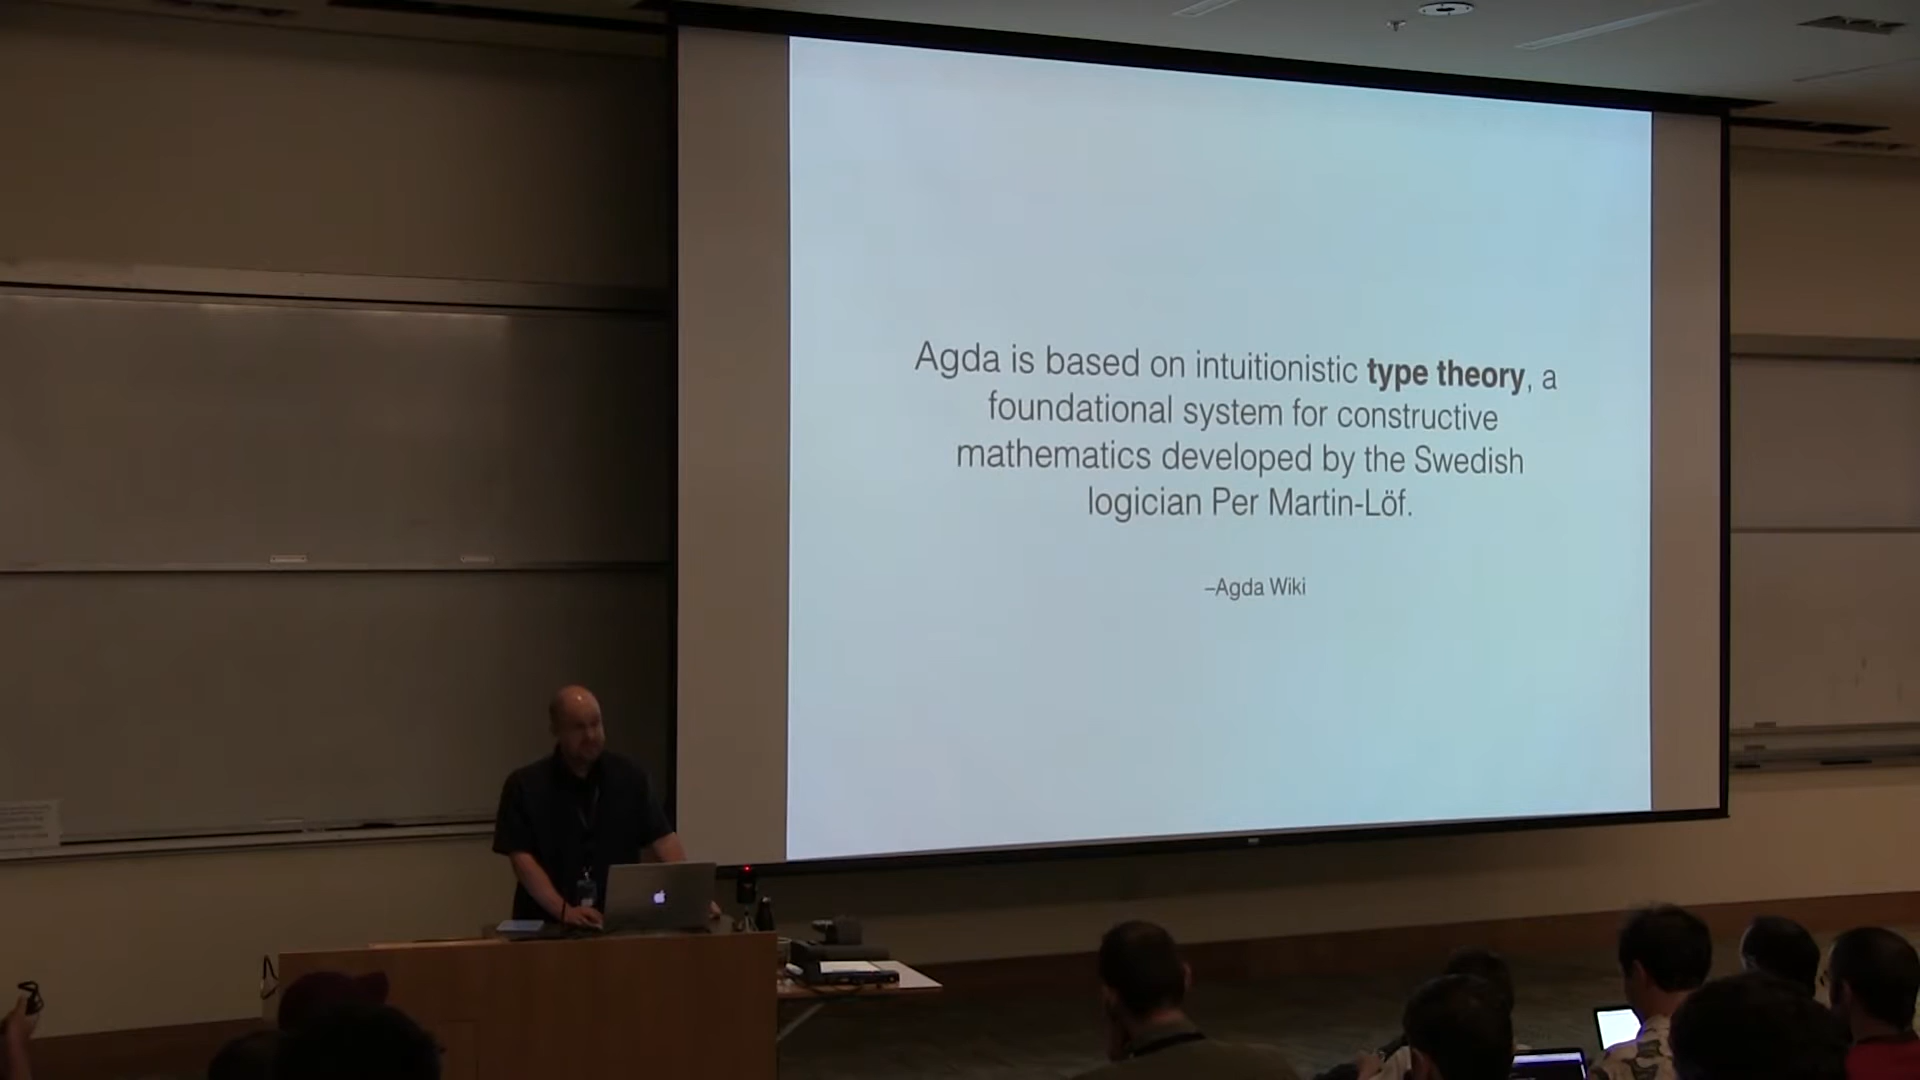 Agda is based on intuitionistic type theory, a
foundational system for constructive
mathematics developed by the Swedish
logician Per Martin-Löf.
–Agda Wiki